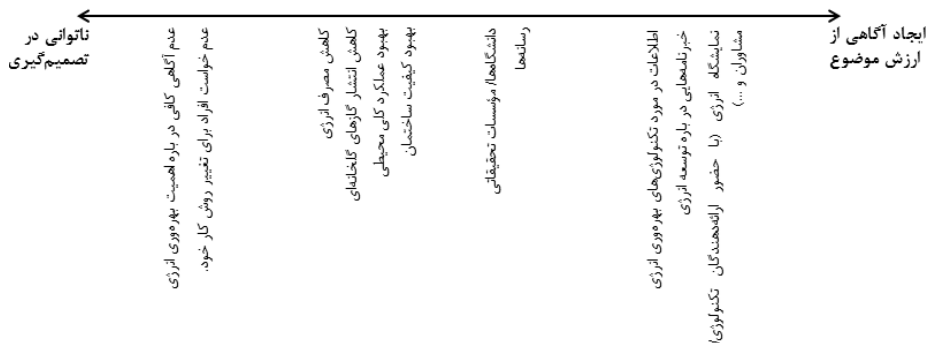 ایجاد آگاهی از
ارزش موضوع
ناتوانی در
تصمیم‌گیری
مشاوران و ...)
نمایشگاه انرژی (با حضور ارائه‌دهندگان تکنولوژی/
خبرنامه‌هایی در باره توسعه انرژی
اطلاعات در مورد تکنولوژی‌های بهره‌وری انرژی
رسانه‌ها
دانشگاه‌ها/ مؤسسات تحقیقاتی
بهبود کیفیت ساختمان
بهبود عملکرد کلی محیطی
کاهش انتشار گازهای گلخانه‌ای
کاهش مصرف انرژی
عدم خواست افراد برای تغییر روش کار خود.
عدم آگاهی کافی در باره اهمیت بهره‌وری انرژی